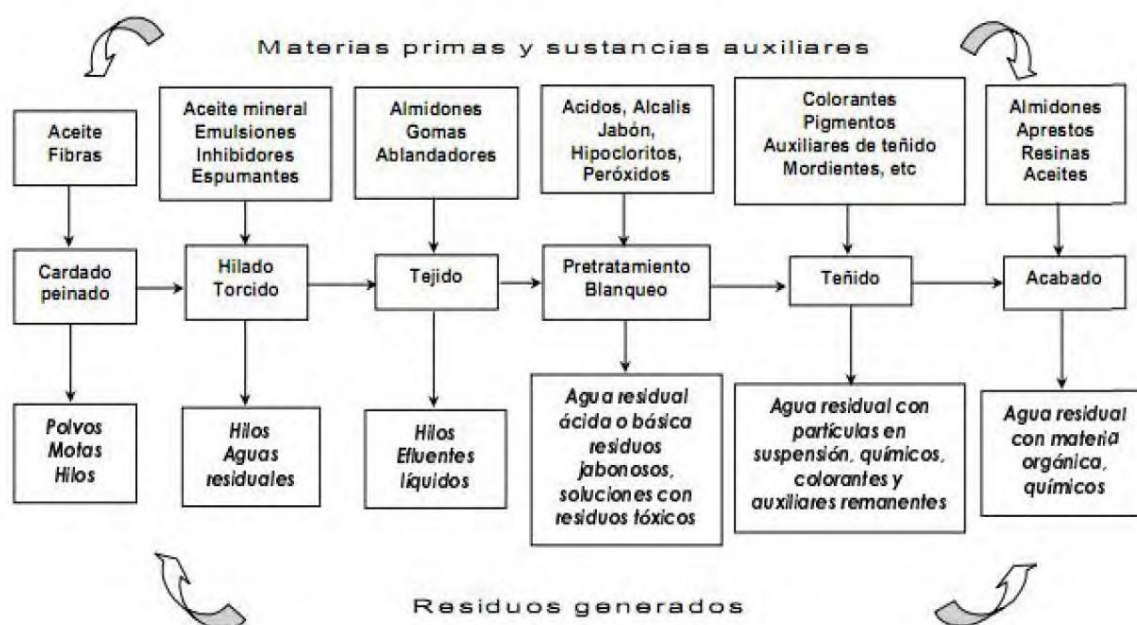 Materias primas y sustancias auxiliares
Aceite
Fibras
Aceite mineral
Emulsiones
Inhibidores
Espumantes
Almidones
Gomas
Ablandadores
Acidos, Alcalis
Jabón,
Hipocloritos,
Peróxidos
Colorantes
Pigmentos
Auxiliares de teñido
Mordientes, etc
Almidones
Aprestos
Resinas
Aceites
Cardado
peinado
Hilado
Torcido
Tejido
Pretratamiento
Blanqueo
Teñido
Acabado
Polvos
Motas
Hilos
Hilos
Aguas
residuales
Hilos
Efluentes
líquidos
Agua residual
ácida o básica
residuos
jabonosos,
soluciones con
residuos tóxicos
Agua residual con
partículas en
suspensión, químicos,
colorantes y
auxiliares remanentes
Agua residual
con materia
orgánica,
químicos
Residuos generados